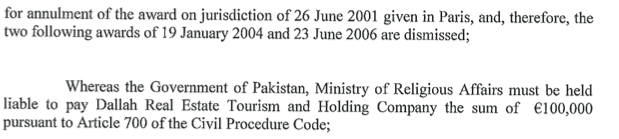 for annulment of the award on jurisdiction of 26 June 2001 given in Paris, and, therefore, the
two following awards of 19 January 2004 and 23 June 2006 are dismissed;
Whereas the Government of Pakistan, Ministry of Religious Affairs must be held
liable to pay Dallah Real Estate Tourism and Holding Company the sum of €100,000
pursuant to Article 700 of the Civil Procedure Code;